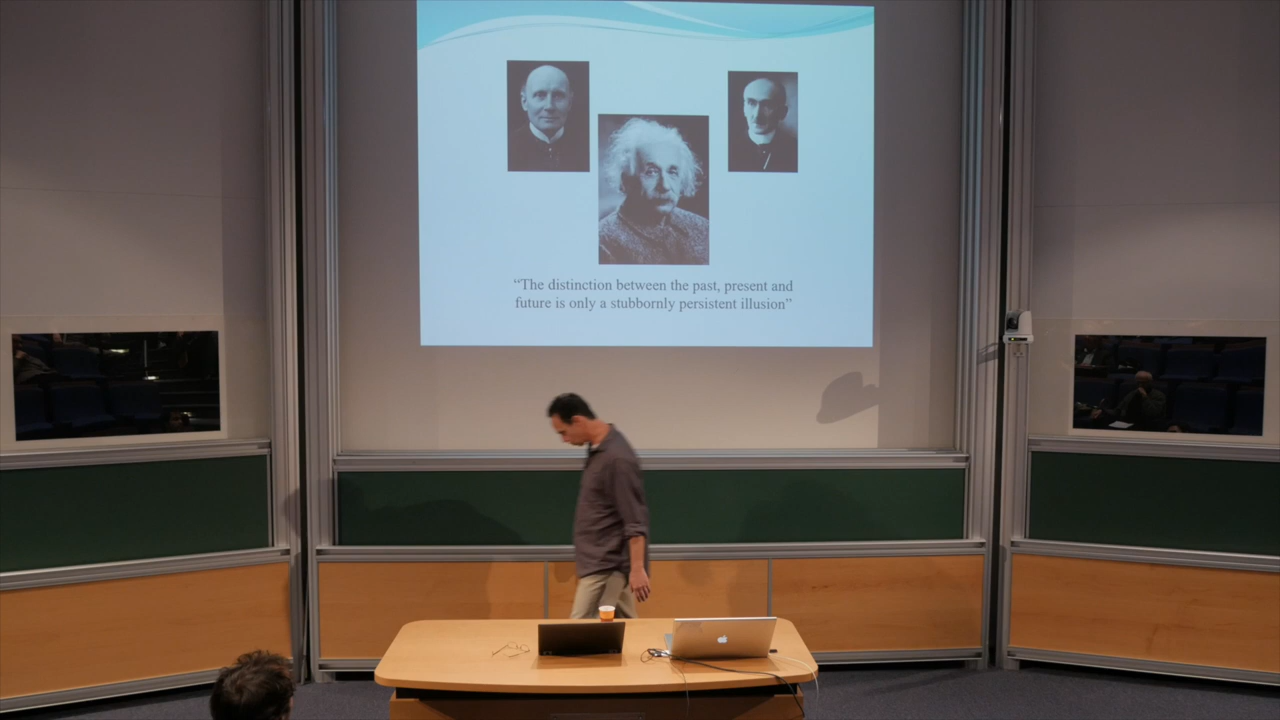 “The distinction between the past, present and
future is only a stubbornly persistent illusion”